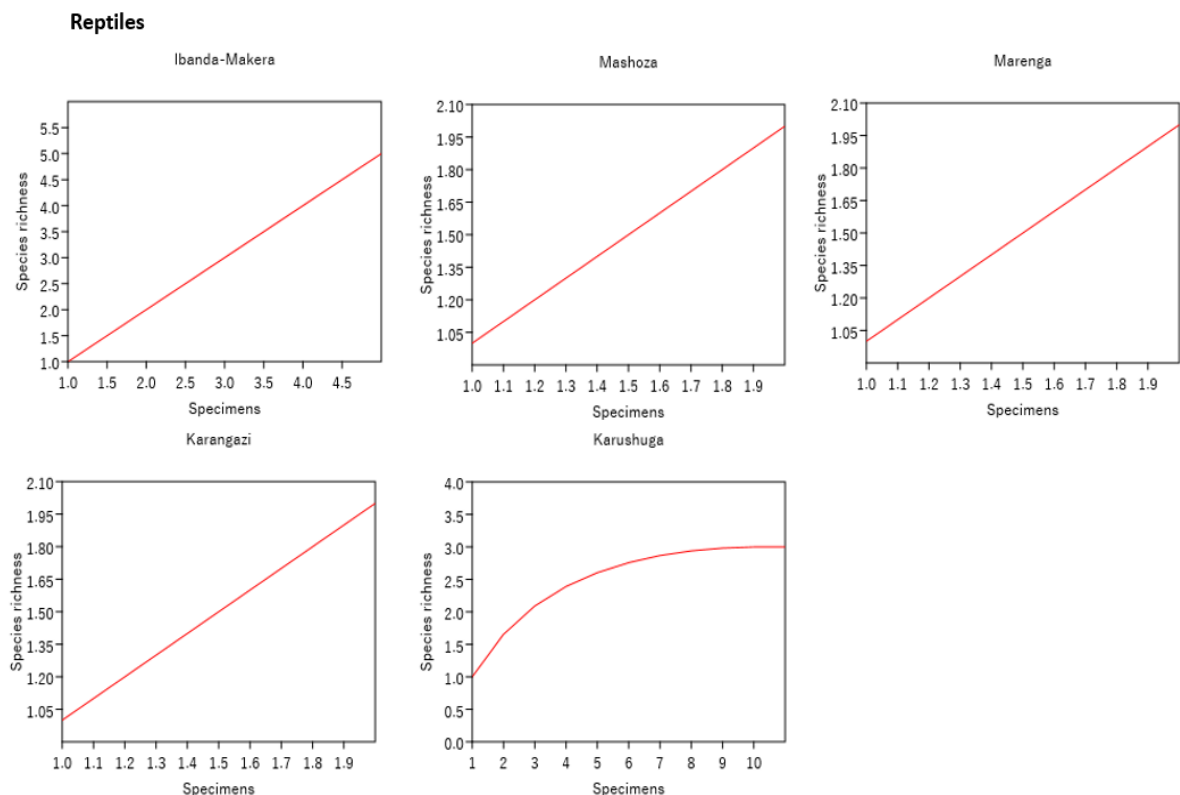 Reptiles
Ibanda-Makera
Species richness
5.5
5.0
4.5
4.0
3.5
3.0
2.5
2.0
1.5
1.0
1.0 1.5 2.0 2.5 3.0 3.5 4.0 4.5
Specimens
Mashoza
Species richness
2.10
1.95
1.80
1.65
1.50
1.35
1.20
1.05
1.0 1.1 1.2 1.3 1.4 1.5 1.6 1.7 1.8 1.9
Specimens
Marenga
Species richness
2.10
1.95
1.80
1.65
1.50
1.35
1.20
1.05
1.0 1.1 1.2 1.3 1.4 1.5 1.6 1.7 1.8 1.9
Specimens
Karangazi
Species richness
2.10
1.95
1.80
1.65
1.50
1.35
1.20
1.05
1.0 1.1 1.2 1.3 1.4 1.5 1.6 1.7 1.8 1.9
Specimens
Karushuga
Species richness
4.0
3.5
3.0
2.5
2.0
1.5
1.0
0.5
0.0
1 2 3 4 5 6 7 8 9 10
Specimens